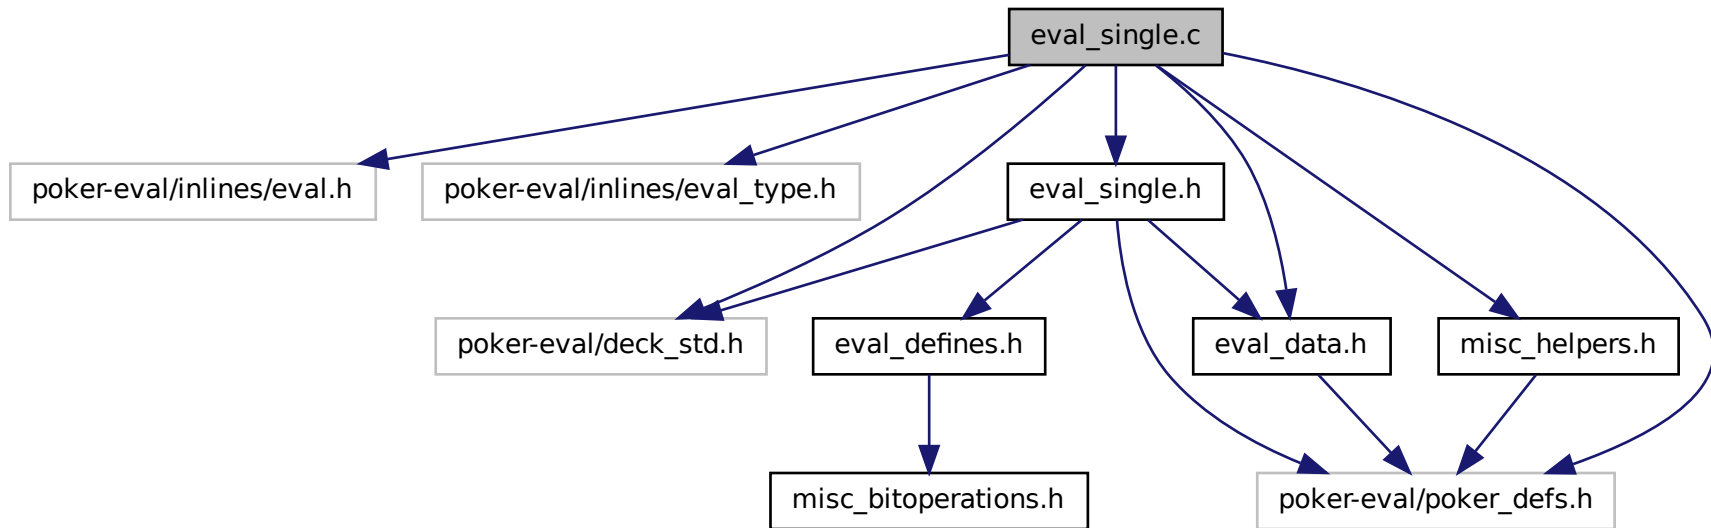 eval_single.c
poker-eval/inlines/eval.h
poker-eval/inlines/eval_type.h
eval_single.h
poker-eval/deck_std.h
eval_defines.h
eval_data.h
misc_helpers.h
misc_bitoperations.h
poker-eval/poker_defs.h